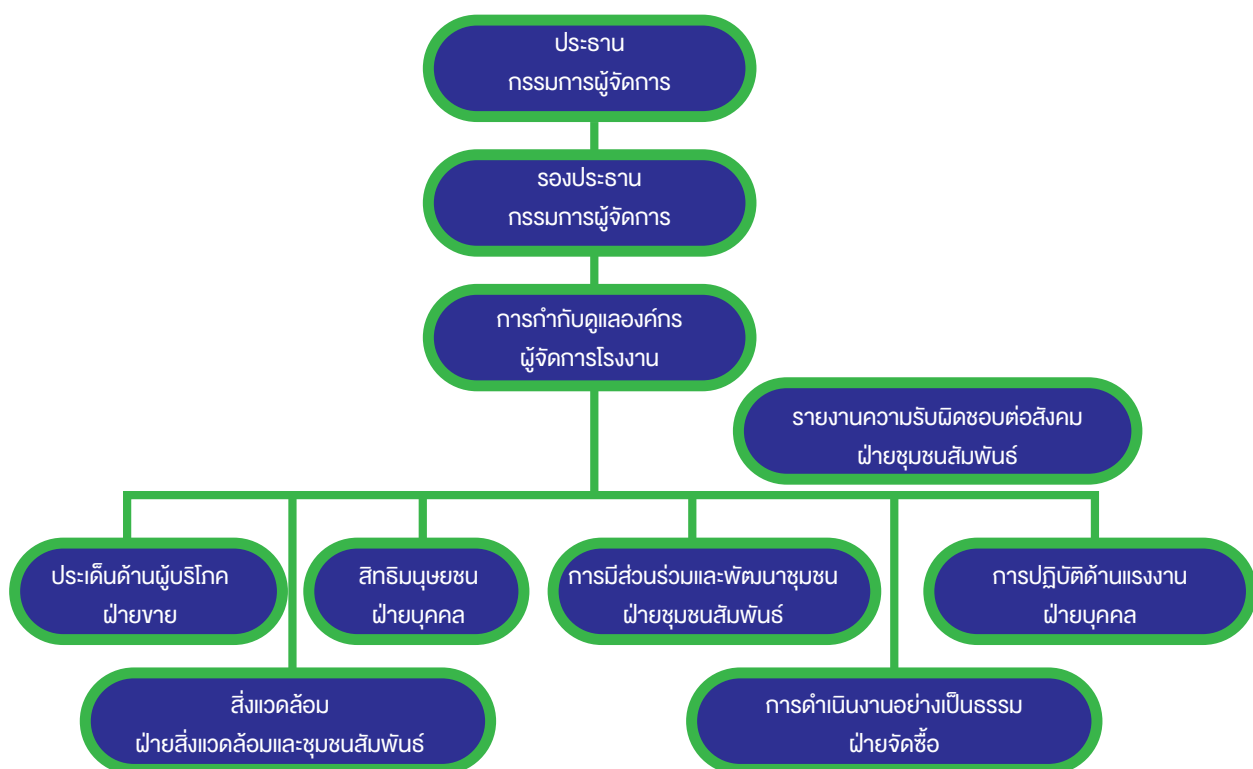 ประธาน
กรรมการผู้จัดการ
รองประธาน
กรรมการผู้จัดการ
การกำกับดูแลองค์กร
ผู้จัดการโรงงาน
รายงานความรับผิดชอบต่อสังคม
ฝ่ายชุมชนสัมพันธ์
ประเด็นด้านผู้บริโภค
ฝ่ายขาย
สิทธิมนุษยชน
ฝ่ายบุคคล
การมีส่วนร่วมและพัฒนาชุมชน
ฝ่ายชุมชนสัมพันธ์
การปฏิบัติด้านแรงงาน
ฝ่ายบุคคล
สิ่งแวดล้อม
ฝ่ายสิ่งแวดล้อมและชุมชนสัมพันธ์
การดำเนินงานอย่างเป็นธรรม
ฝ่ายจัดซื้อ